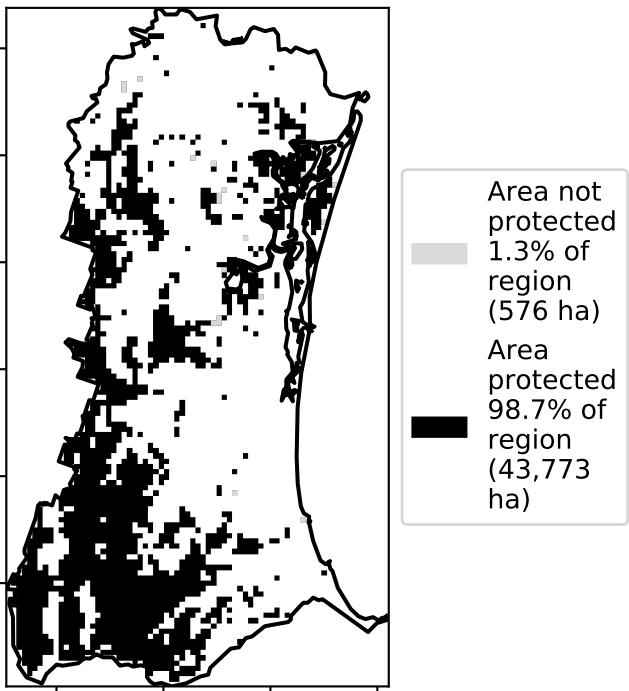 Area not
protected
1.3% of
region
(576 ha)
Area
protected
98.7% of
region
(43,773
ha)